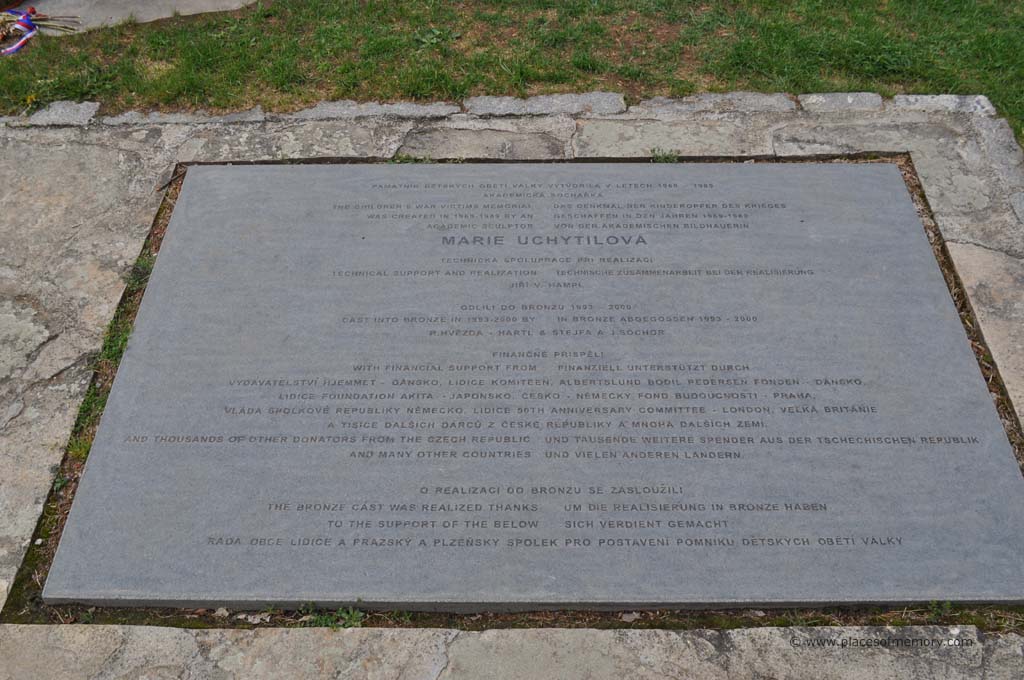 PAMÁTNÍK DĚTSKÝCH OBĚTÍ VÁLKY VYTVOŘILA V LETECH 1969 - 1989
AKADEMICKÁ SOCHAŘKA
THE CHILDREN'S WAR VICTIMS MEMORIAL DAS DENKMAL DER KINDEROPFER DES KRIEGES
WAS CREATED IN 1969-1989 BY AN GESCHAFFEN IN DEN JAHREN 1969-1989
ACADEMIC SCULPTOR VON DER AKADEMISCHEN BILDHAUERIN
MARIE UCHYTILOVÁ
TECHNICKÁ SPOLUPRÁCE PŘI REALIZACI
TECHNICAL SUPPORT AND REALIZATION TECHNISCHE ZUSAMMENARBEIT BEI DER REALISIERUNG
JIŘÍ V. HAMPL
ODLILI DO BRONZU 1993 - 2000
CAST INTO BRONZE IN 1993-2000 BY IN BRONZE ABGEGOSSEN 1993 - 2000
P.HVĚZDA - HARTL & ŠTEJFA A J.SOCHOR
FINANČNĚ PŘISPĚLI
WITH FINANCIAL SUPPORT FROM FINANZIELL UNTERSTÜTZT DURCH
VYDAVATELSTVÍ HJEMMET - DÁNSKO, LIDICE KOMITEEN, ALBERTSLUND BODIL PEDERSEN FONDEN - DÁNSKO,
LIDICE FOUNDATION AKITA - JAPONSKO, ČESKO - NĚMECKÝ FOND BUDOUCNOSTI - PRAHA,
VLÁDA SPOLKOVÉ REPUBLIKY NĚMECKO, LIDICE 50TH ANNIVERSARY COMMITTEE - LONDON, VELKÁ BRITÁNIE
A TISÍCE DALŠÍCH DÁRCŮ Z ČESKÉ REPUBLIKY A MNOHA DALŠÍCH ZEMÍ.
AND THOUSANDS OF OTHER DONATORS FROM THE CZECH REPUBLIC UND TAUSENDE WEITERE SPENDER AUS DER TSCHECHISCHEN REPUBLIK
AND MANY OTHER COUNTRIES UND VIELEN ANDEREN LÄNDERN.
O REALIZACI DO BRONZU SE ZASLOUŽILI
THE BRONZE CAST WAS REALIZED THANKS UM DIE REALISIERUNG IN BRONZE HABEN
TO THE SUPPORT OF THE BELOW SICH VERDIENT GEMACHT
RADA OBCE LIDICE A PRAŽSKÝ A PLZEŇSKÝ SPOLEK PRO POSTAVENÍ POMNÍKU DĚTSKÝCH OBĚTÍ VÁLKY
© www.placesofmemory.com